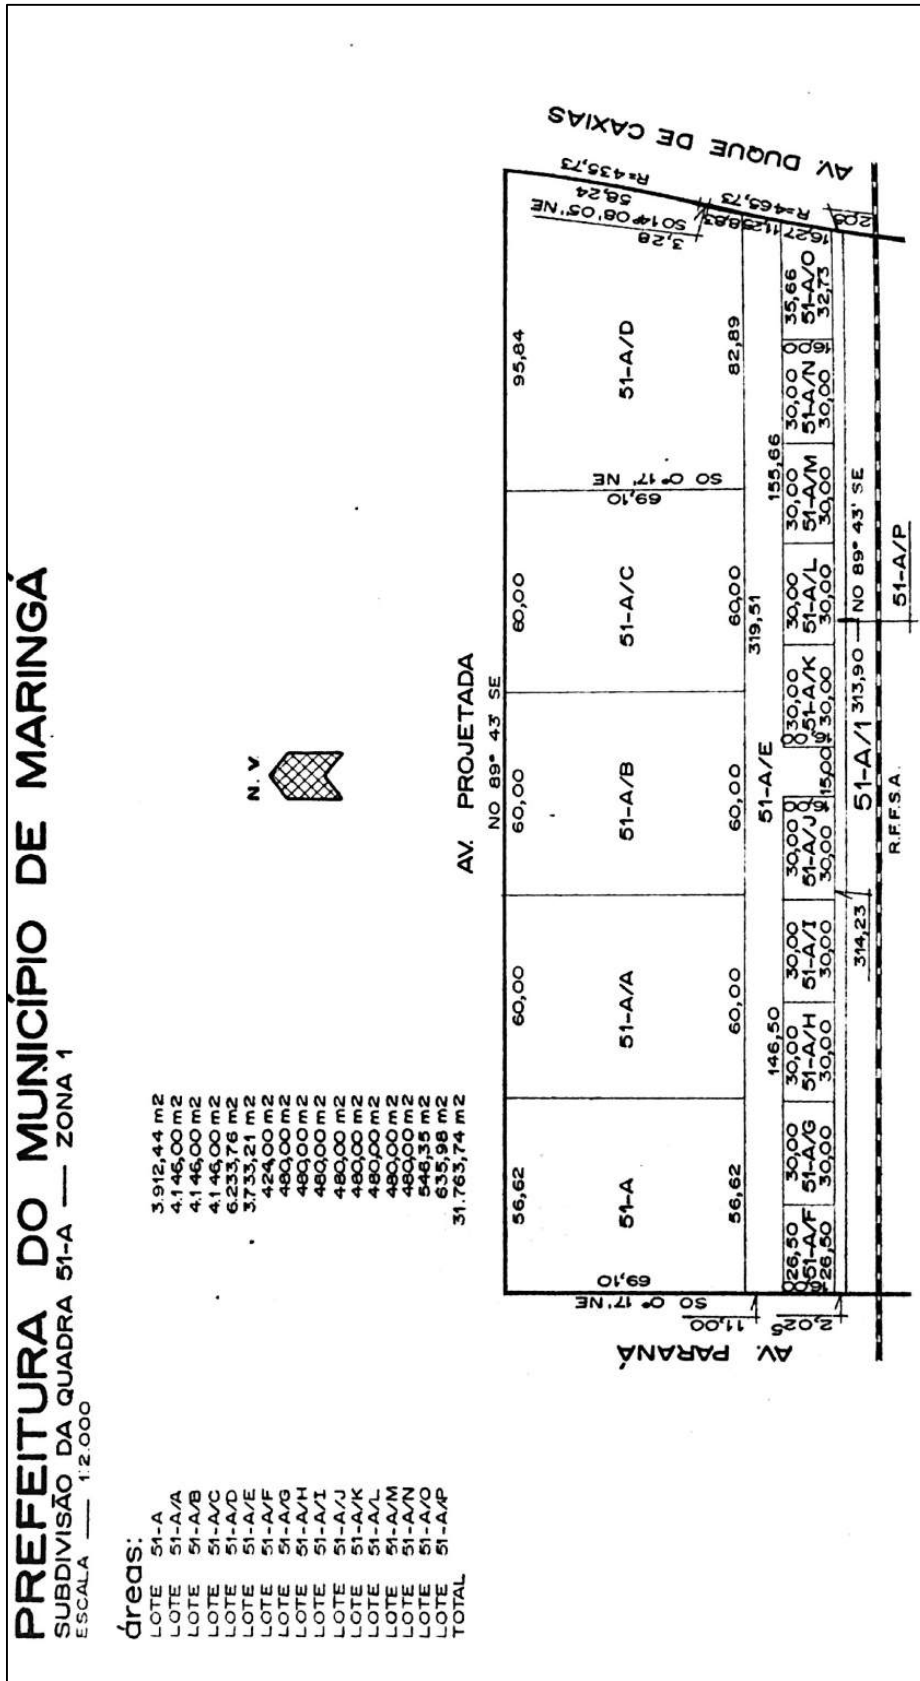 PREFEITURA DO MUNICÍPIO DE MARINGÁ
SUBDIVISÃO DA QUADRA 51-A — ZONA 1
ESCALA — 1:2.000
áreas:
LOTE 51-A 3.912,44 m2
LOTE 51-A/A 4.146,00 m2
LOTE 51-A/B 4.146,00 m2
LOTE 51-A/C 4.146,00 m2
LOTE 51-A/D 6.233,76 m2
LOTE 51-A/E 3.733,21 m2
LOTE 51-A/F 424,00 m2
LOTE 51-A/G 480,00 m2
LOTE 51-A/H 480,00 m2
LOTE 51-A/I 480,00 m2
LOTE 51-A/J 480,00 m2
LOTE 51-A/K 480,00 m2
LOTE 51-A/L 480,00 m2
LOTE 51-A/M 480,00 m2
LOTE 51-A/N 480,00 m2
LOTE 51-A/O 546,35 m2
LOTE 51-A/P 635,98 m2
TOTAL 31.763,74 m2
N. V.
AV. PROJETADA
NO 89° 43' SE
56,62 60,00 60,00 60,00 95,84
51-A 51-A/A 51-A/B 51-A/C 51-A/D
56,62 60,00 60,00 60,00 82,89
69,10
SO 0° 17' NE
69,10
SO 0° 17' NE
AV. PARANÁ
11,00
2,025
AV. DUQUE DE CAXIAS
R=435,73
58,24
SO 14° 08' 05" NE
3,28
R=465,73
8,83
11,25
16,27
319,51
51-A/E
146,50 155,66
26,50 30,00 30,00 30,00 30,00 30,00 30,00 30,00 30,00 35,66
51-A/F 51-A/G 51-A/H 51-A/I 51-A/J 51-A/K 51-A/L 51-A/M 51-A/N 51-A/O
26,50 30,00 30,00 30,00 30,00 15,00 30,00 30,00 30,00 30,00 32,73
16,00
314,23
51-A/1 313,90 NO 89° 43' SE
R.F.F.S.A.
51-A/P